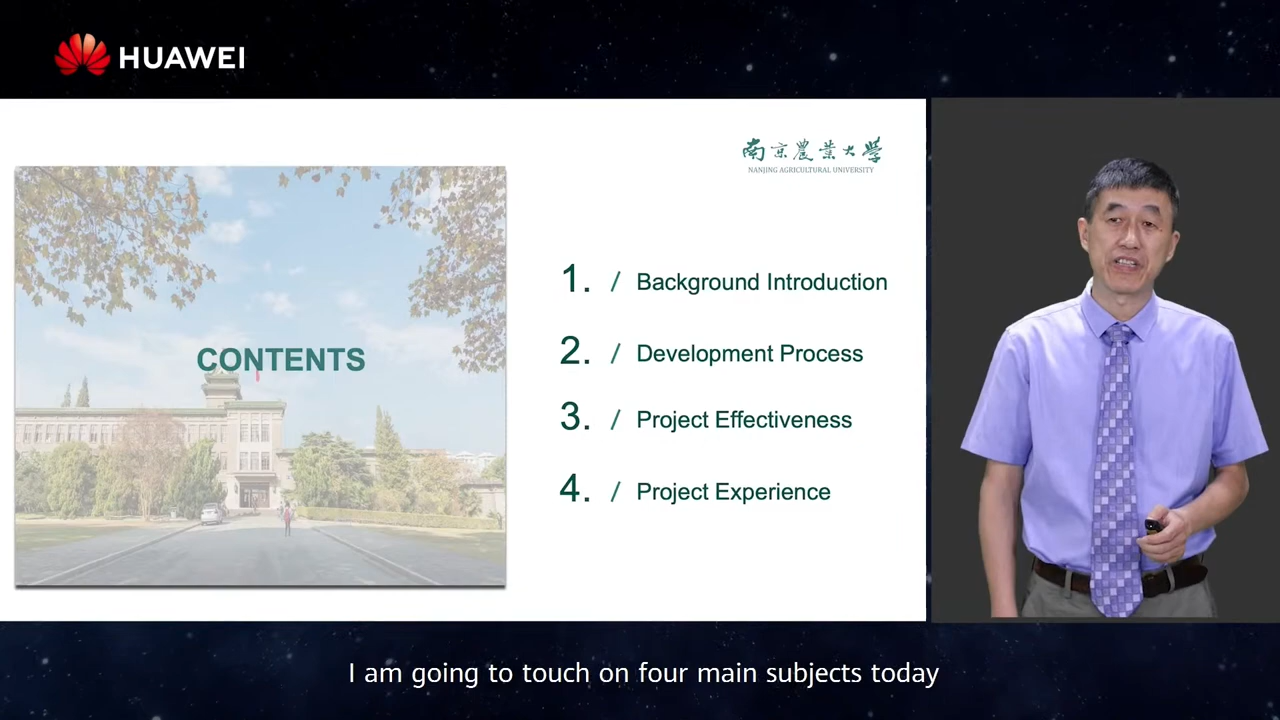 HUAWEI
南京農業大學
NANJING AGRICULTURAL UNIVERSITY
CONTENTS
1. / Background Introduction
2. / Development Process
3. / Project Effectiveness
4. / Project Experience
I am going to touch on four main subjects today